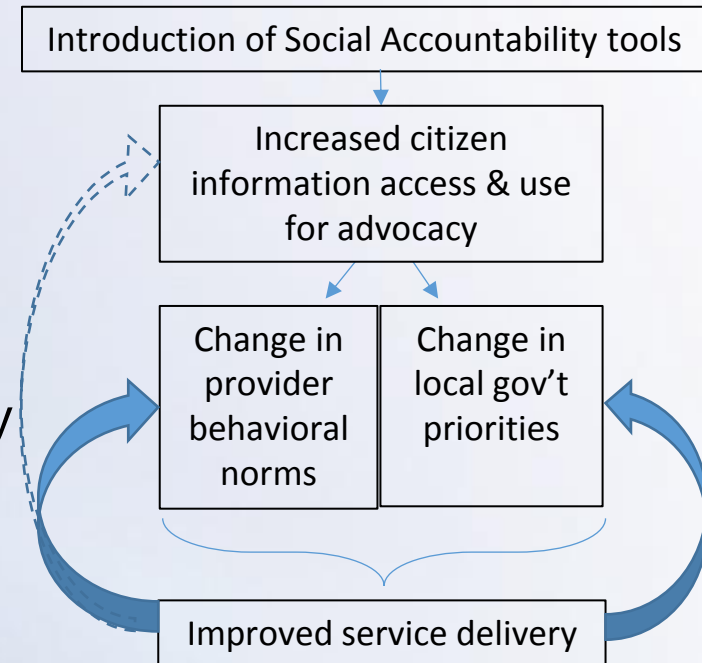 Introduction of Social Accountability tools
Increased citizen
information access & use
for advocacy
Change in
provider
behavioral
norms
Change in
local gov’t
priorities
y
Improved service delivery